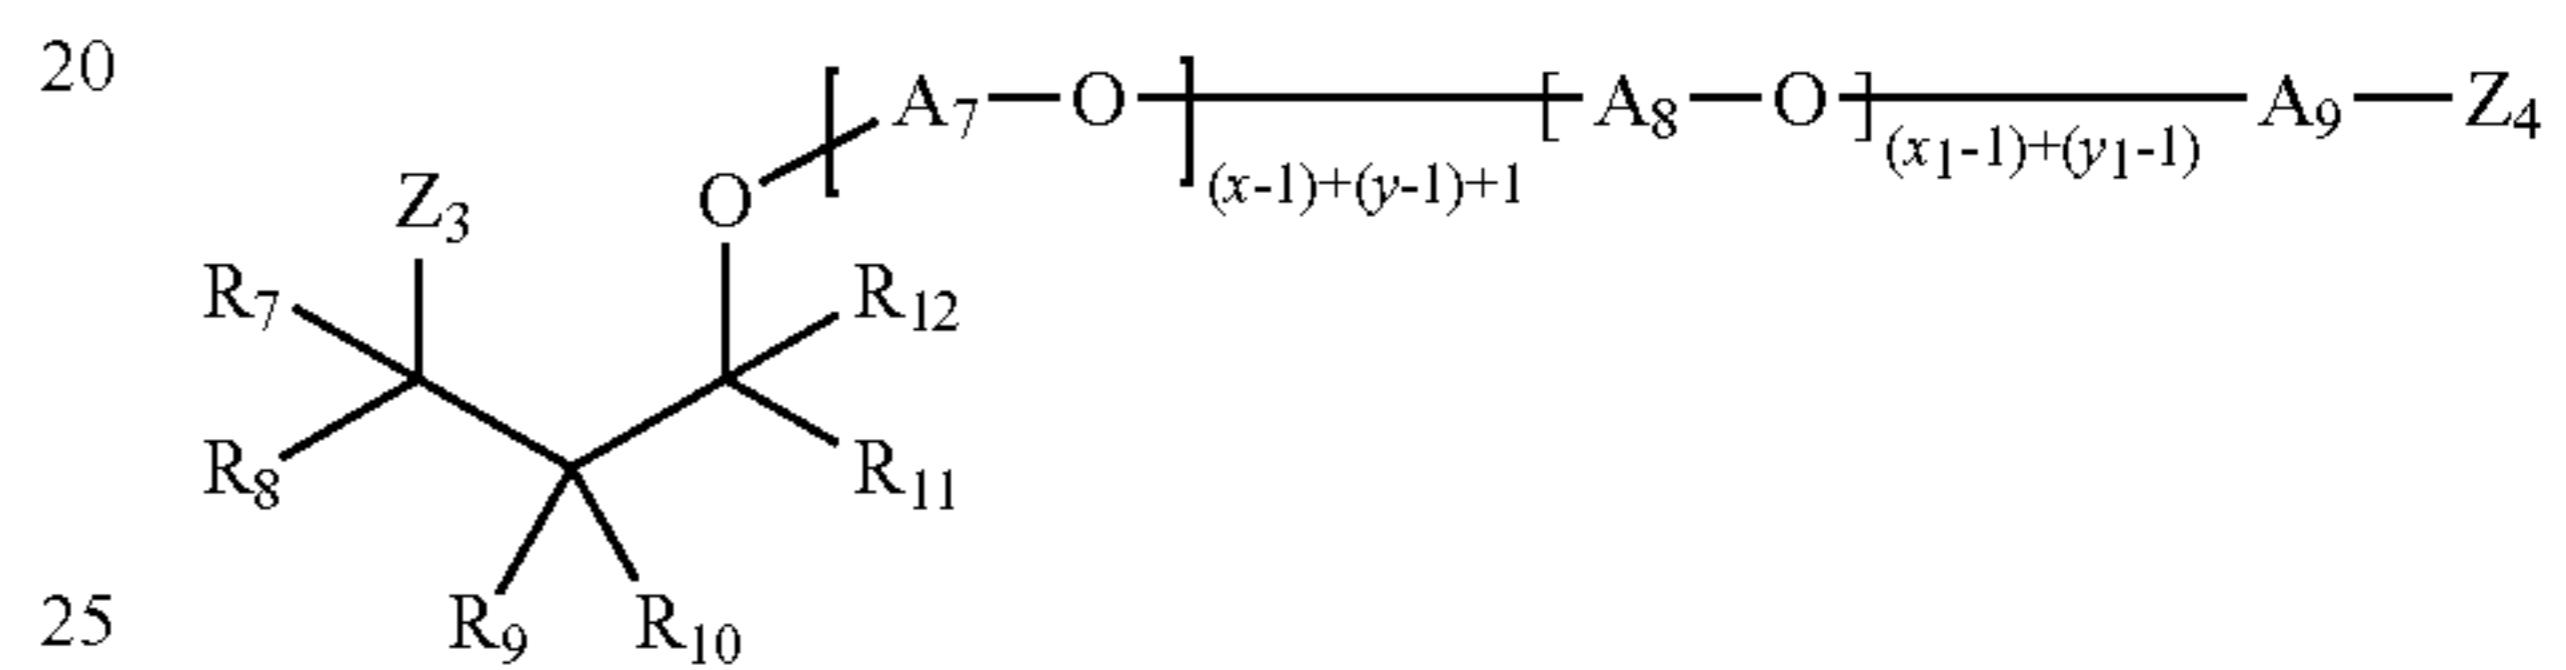 20
[A7—O](x-1)+(y-1)+1 [A8—O](x1-1)+(y1-1) A9—Z4
Z3 O
R7 R12
R8 R11
25 R9 R10